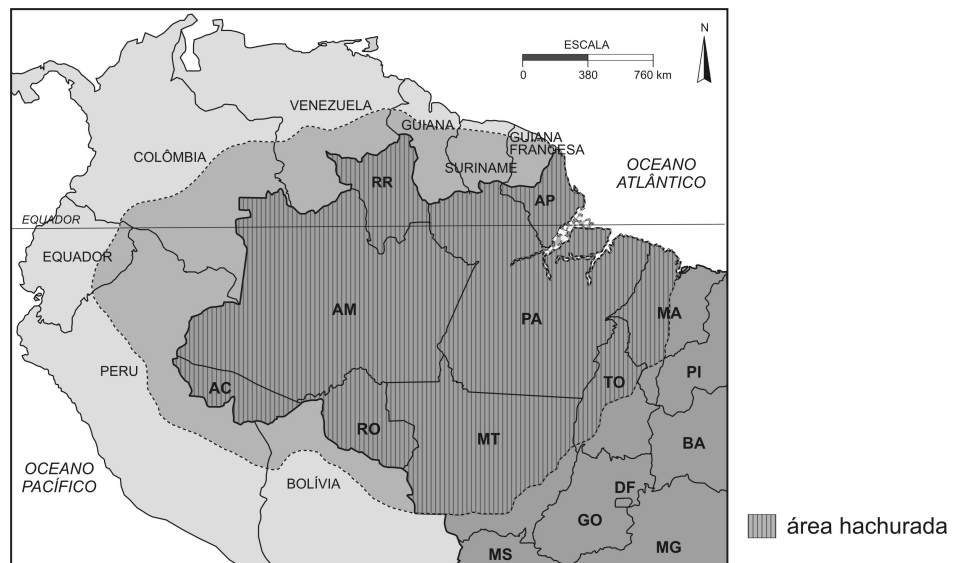 N
ESCALA
0 380 760 km
VENEZUELA
GUIANA
GUIANA
FRANCESA
COLÔMBIA
SURINAME
OCEANO
ATLÂNTICO
RR
AP
EQUADOR
EQUADOR
AM
PA
MA
PERU
AC
TO
PI
RO
MT
BA
OCEANO
PACÍFICO
BOLÍVIA
DF
GO
MS
MG
área hachurada